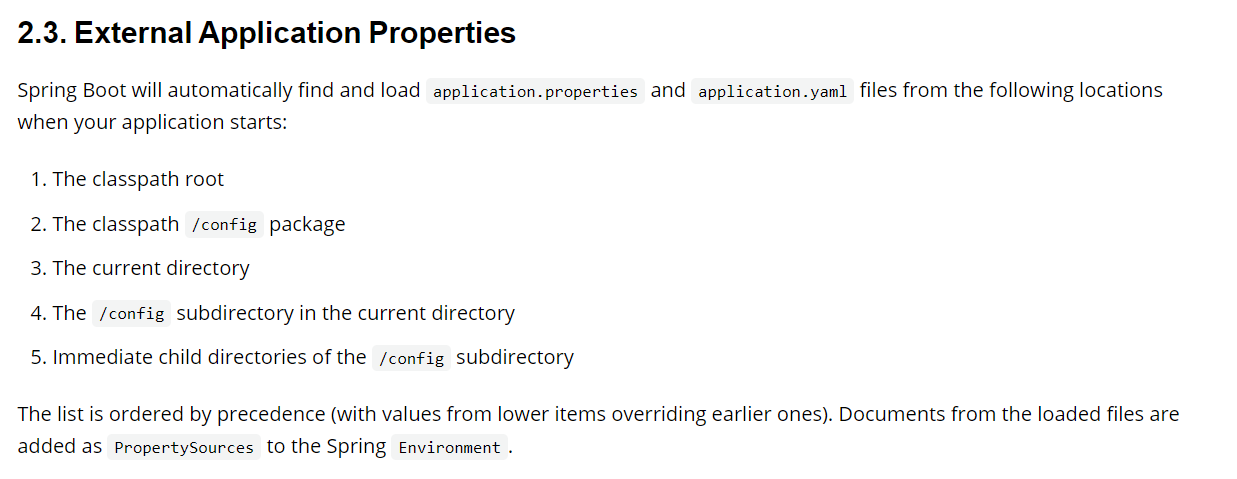 2.3. External Application Properties
Spring Boot will automatically find and load application.properties and application.yaml files from the following locations
when your application starts:
1. The classpath root
2. The classpath /config package
3. The current directory
4. The /config subdirectory in the current directory
5. Immediate child directories of the /config subdirectory
The list is ordered by precedence (with values from lower items overriding earlier ones). Documents from the loaded files are
added as PropertySources to the Spring Environment.